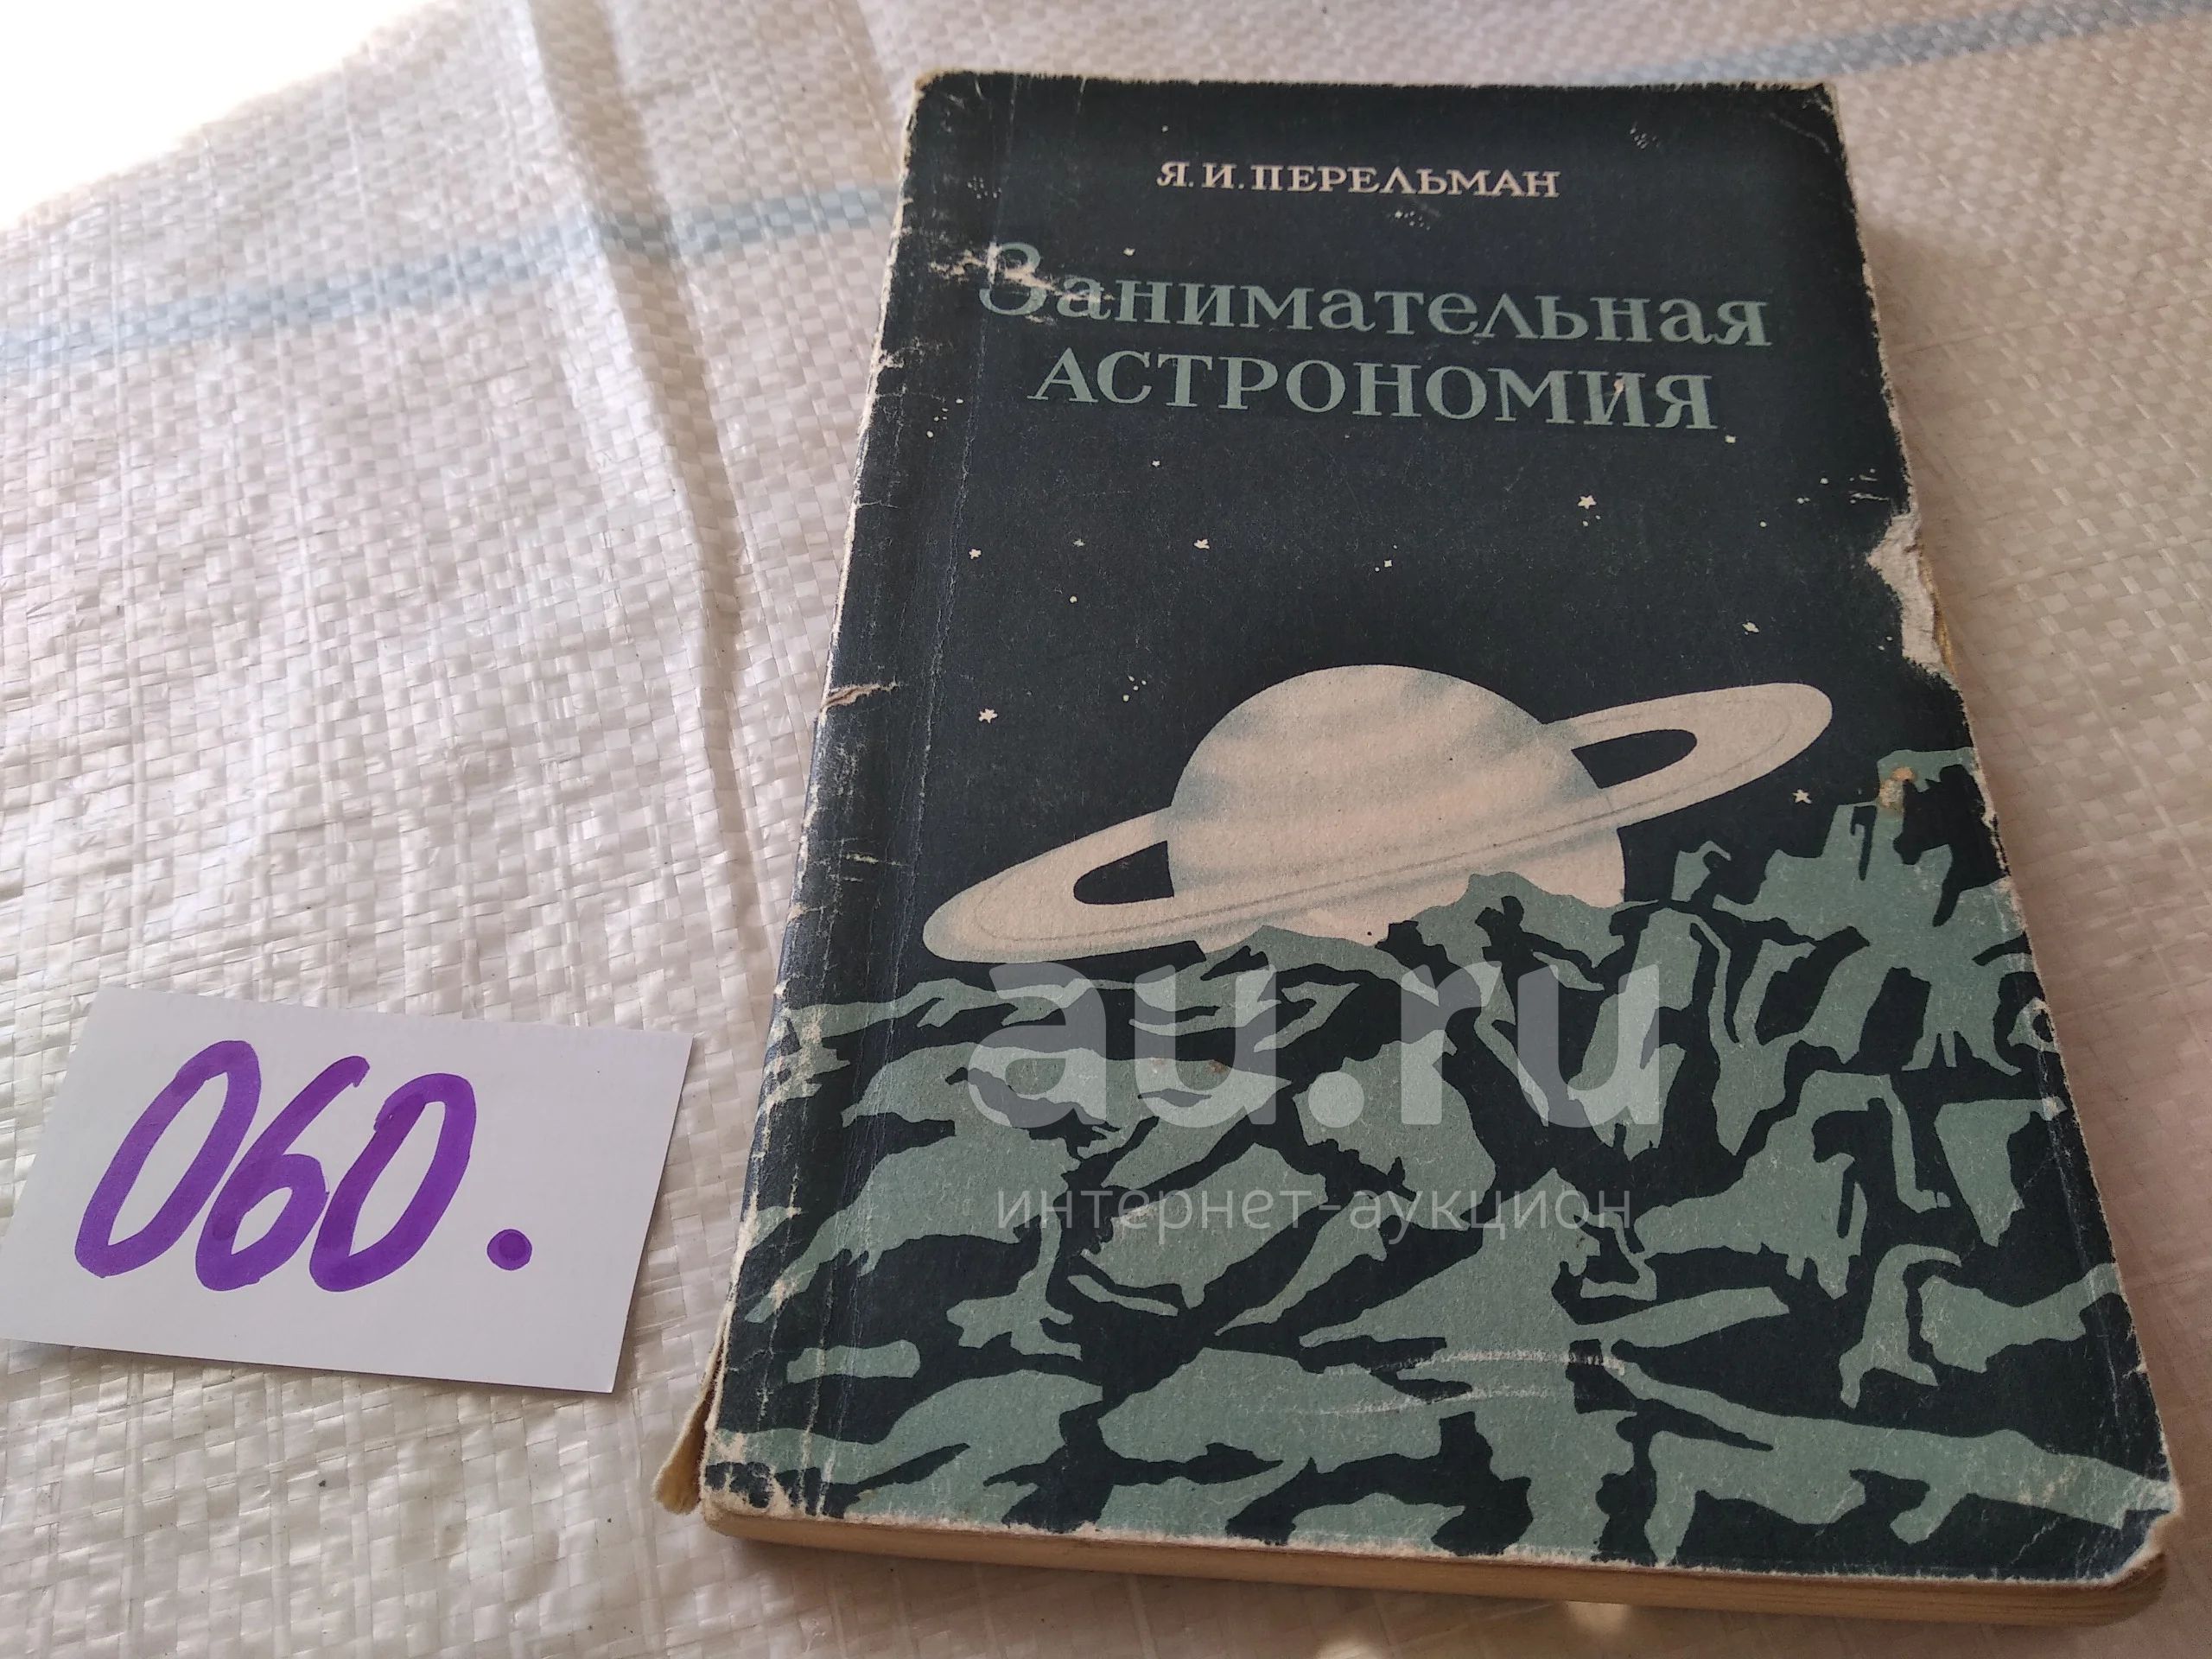 Я. И. ПЕРЕЛЬМАН
Занимательная
АСТРОНОМИЯ
au.ru
интернет-аукцион
060.